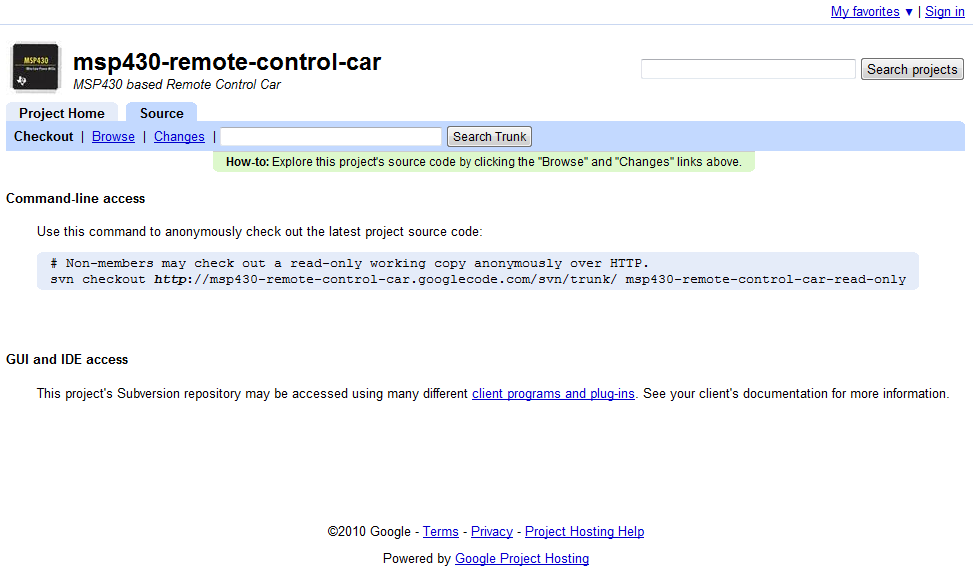 My favorites ▼ | Sign in
MSP430
msp430-remote-control-car
MSP430 based Remote Control Car
Search projects
Project Home Source
Checkout | Browse | Changes | Search Trunk
How-to: Explore this project's source code by clicking the "Browse" and "Changes" links above.
Command-line access
Use this command to anonymously check out the latest project source code:
# Non-members may check out a read-only working copy anonymously over HTTP.
svn checkout http://msp430-remote-control-car.googlecode.com/svn/trunk/ msp430-remote-control-car-read-only
GUI and IDE access
This project's Subversion repository may be accessed using many different client programs and plug-ins. See your client's documentation for more information.
©2010 Google - Terms - Privacy - Project Hosting Help
Powered by Google Project Hosting